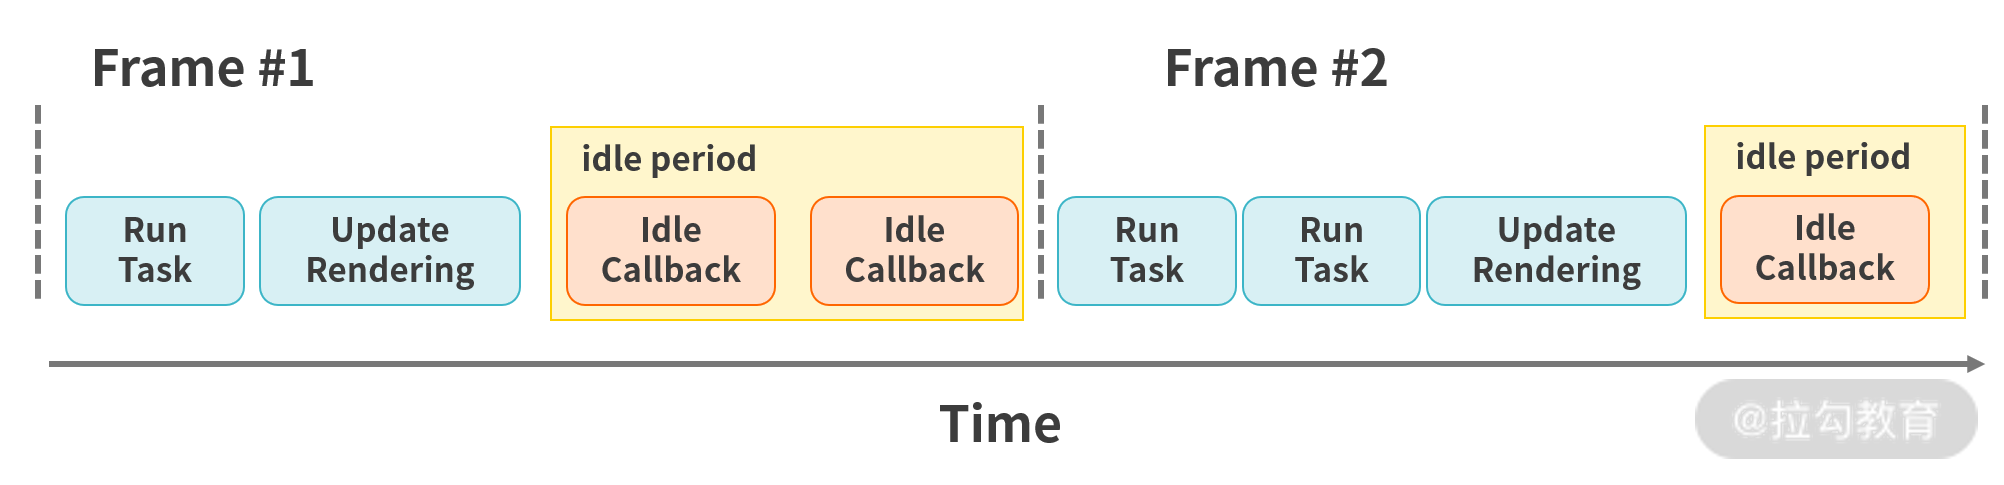 Frame #1
Frame #2
idle period
idle period
Run
Task
Update
Rendering
Idle
Callback
Idle
Callback
Run
Task
Run
Task
Update
Rendering
Idle
Callback
Time
@拉勾教育